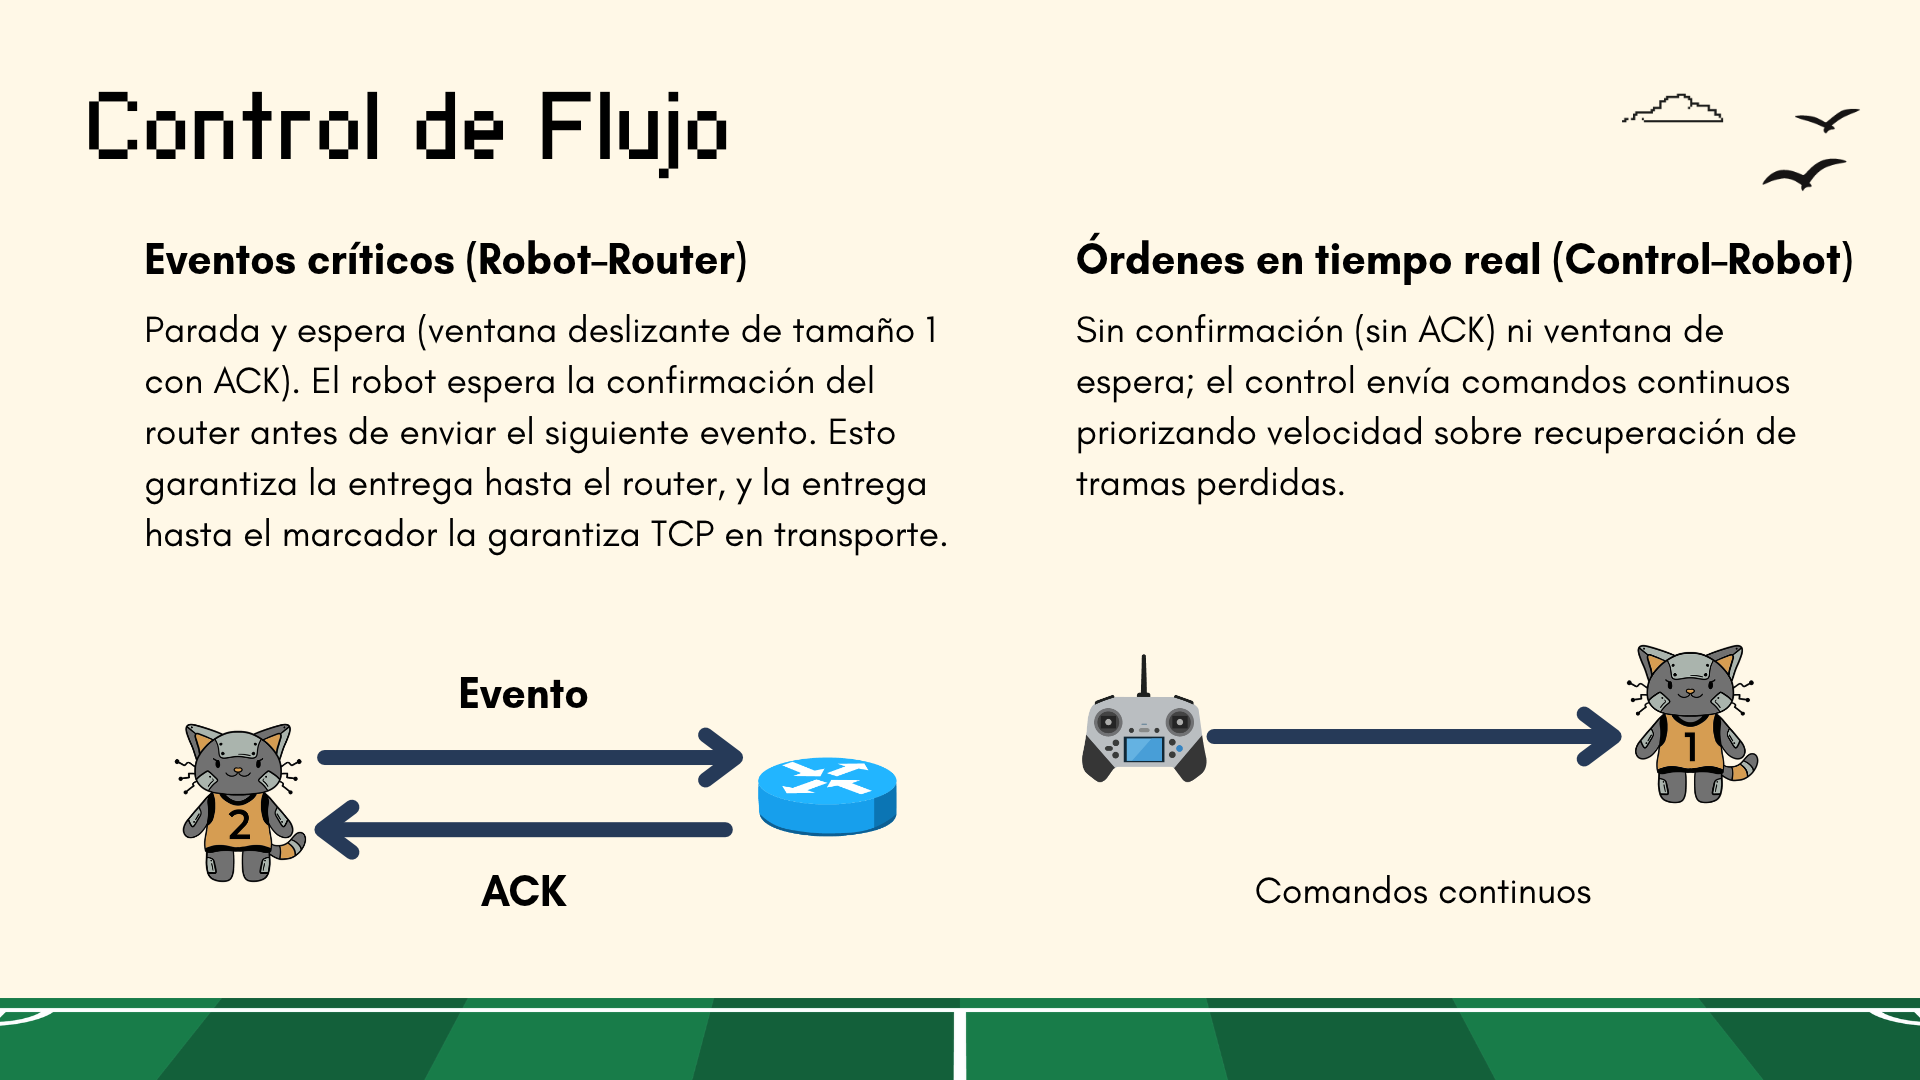 Control de Flujo
Eventos críticos (Robot–Router)
Parada y espera (ventana deslizante de tamaño 1
con ACK). El robot espera la confirmación del
router antes de enviar el siguiente evento. Esto
garantiza la entrega hasta el router, y la entrega
hasta el marcador la garantiza TCP en transporte.
Órdenes en tiempo real (Control–Robot)
Sin confirmación (sin ACK) ni ventana de
espera; el control envía comandos continuos
priorizando velocidad sobre recuperación de
tramas perdidas.
Evento
2
ACK
1
Comandos continuos